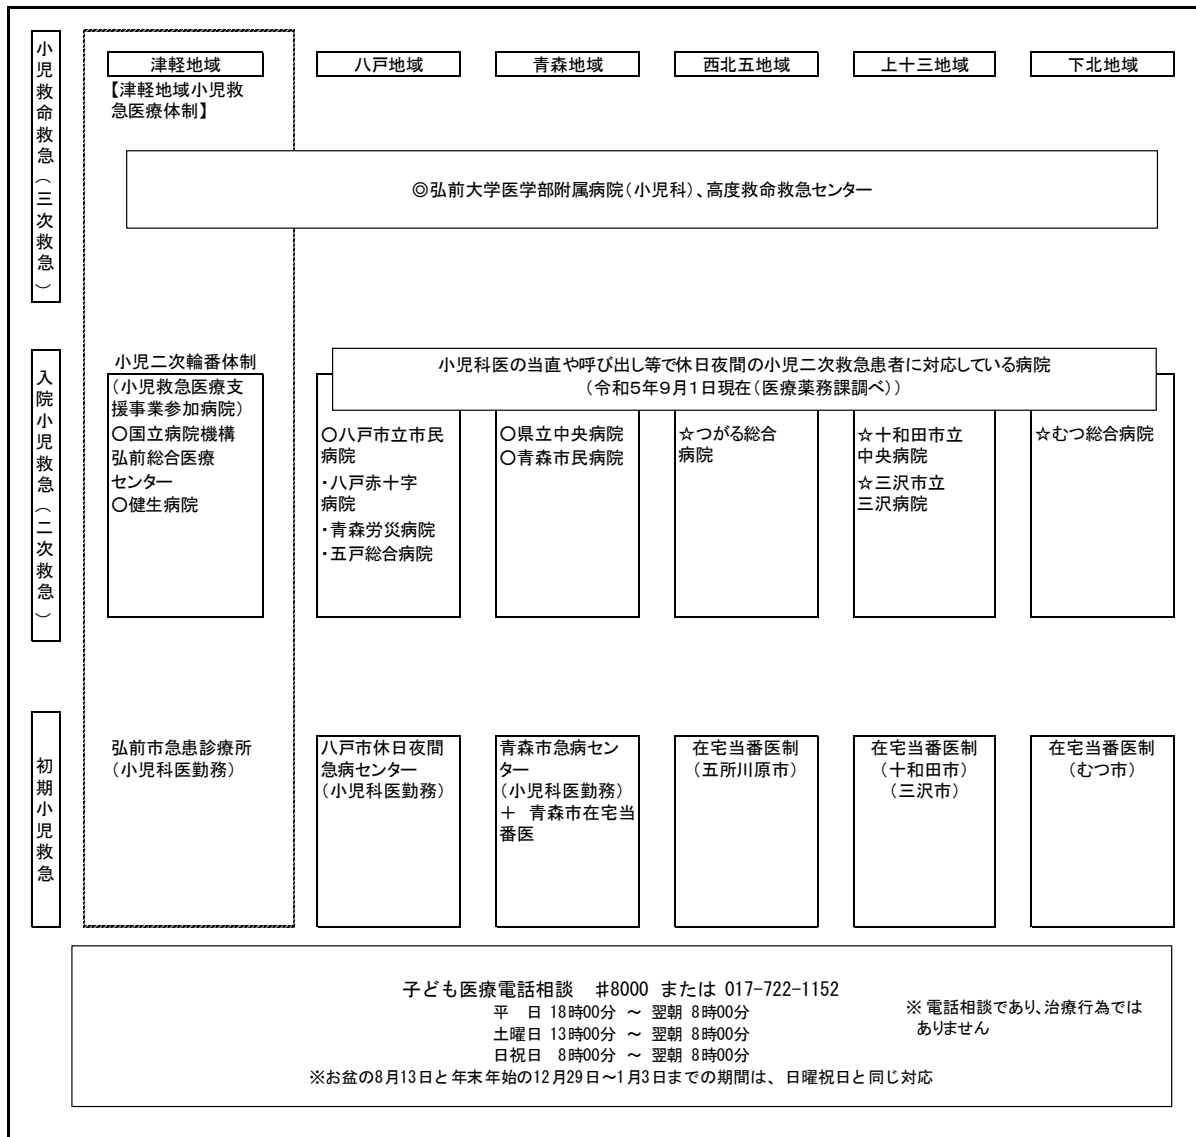 小児救命救急（三次救急）
津軽地域
八戸地域
青森地域
西北五地域
上十三地域
下北地域
【津軽地域小児救
急医療体制】
◎弘前大学医学部附属病院（小児科）、高度救命救急センター
入院小児救急（二次救急）
小児二次輪番体制
（小児救急医療支
援事業参加病院）
○国立病院機構
弘前総合医療
センター
○健生病院
小児科医の当直や呼び出し等で休日夜間の小児二次救急患者に対応している病院
（令和5年9月1日現在（医療薬務課調べ））
○八戸市立市民
病院
・八戸赤十字
病院
・青森労災病院
・五戸総合病院
○県立中央病院
○青森市民病院
☆つがる総合
病院
☆十和田市立
中央病院
☆三沢市立
三沢病院
☆むつ総合病院
初期小児救急
弘前市急患診療所
（小児科医勤務）
八戸市休日夜間
急病センター
（小児科医勤務）
青森市急病セン
ター
（小児科医勤務）
＋ 青森市在宅当
番医
在宅当番医制
（五所川原市）
在宅当番医制
（十和田市）
（三沢市）
在宅当番医制
（むつ市）
子ども医療電話相談 ♯8000 または 017-722-1152
平 日 18時00分 ～ 翌朝 8時00分
土曜日 13時00分 ～ 翌朝 8時00分
日祝日 8時00分 ～ 翌朝 8時00分
※お盆の8月13日と年末年始の12月29日～1月3日までの期間は、日曜祝日と同じ対応
※ 電話相談であり、治療行為では
ありません